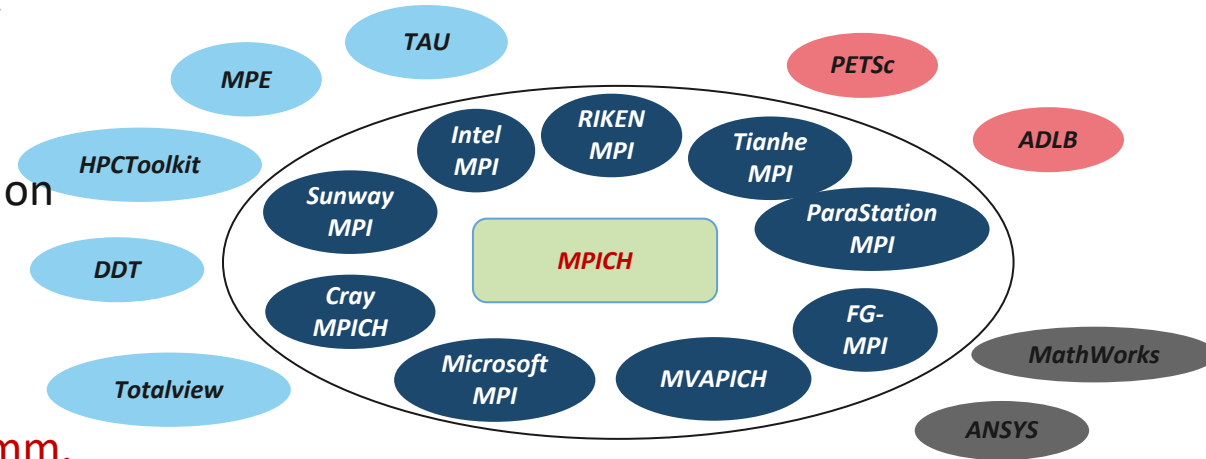 TAU
MPE
PETSc
ADLB
HPCToolkit
on
Intel
MPI
RIKEN
MPI
Tianhe
MPI
Sunway
MPI
ParaStation
MPI
MPICH
DDT
Cray
MPICH
FG-
MPI
Microsoft
MPI
MVAPICH
MathWorks
Totalview
ANSYS
mm.